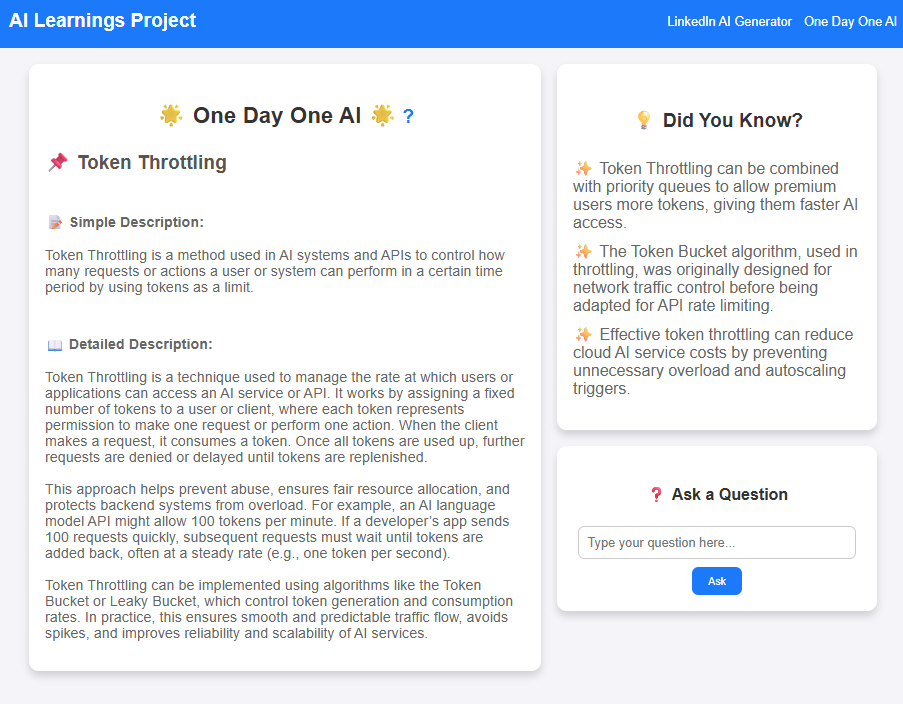 AI Learnings Project
LinkedIn AI Generator One Day One AI
🌟 One Day One AI 🌟 ?
📌 Token Throttling
📝 Simple Description:
Token Throttling is a method used in AI systems and APIs to control how
many requests or actions a user or system can perform in a certain time
period by using tokens as a limit.
📖 Detailed Description:
Token Throttling is a technique used to manage the rate at which users or
applications can access an AI service or API. It works by assigning a fixed
number of tokens to a user or client, where each token represents
permission to make one request or perform one action. When the client
makes a request, it consumes a token. Once all tokens are used up, further
requests are denied or delayed until tokens are replenished.
This approach helps prevent abuse, ensures fair resource allocation, and
protects backend systems from overload. For example, an AI language
model API might allow 100 tokens per minute. If a developer’s app sends
100 requests quickly, subsequent requests must wait until tokens are
added back, often at a steady rate (e.g., one token per second).
Token Throttling can be implemented using algorithms like the Token
Bucket or Leaky Bucket, which control token generation and consumption
rates. In practice, this ensures smooth and predictable traffic flow, avoids
spikes, and improves reliability and scalability of AI services.
💡 Did You Know?
✨ Token Throttling can be combined
with priority queues to allow premium
users more tokens, giving them faster AI
access.
✨ The Token Bucket algorithm, used in
throttling, was originally designed for
network traffic control before being
adapted for API rate limiting.
✨ Effective token throttling can reduce
cloud AI service costs by preventing
unnecessary overload and autoscaling
triggers.
❓ Ask a Question
Type your question here...
Ask